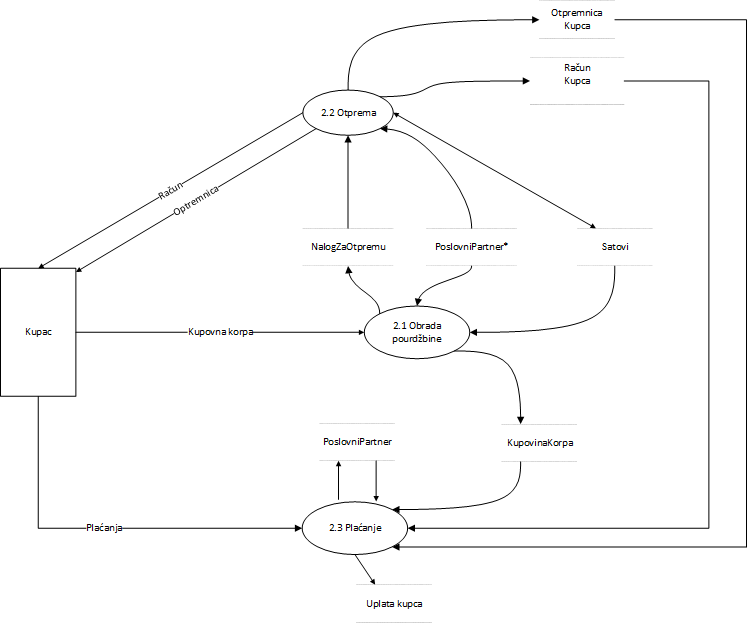 Otpremnica
Kupca
Račun
Kupca
2.2 Otprema
Račun
Optremnica
NalogZaOtpremu
PoslovniPartner*
Satovi
Kupac
Kupovna korpa
2.1 Obrada
pourdžbine
PoslovniPartner
KupovinaKorpa
Plaćanja
2.3 Plaćanje
Uplata kupca